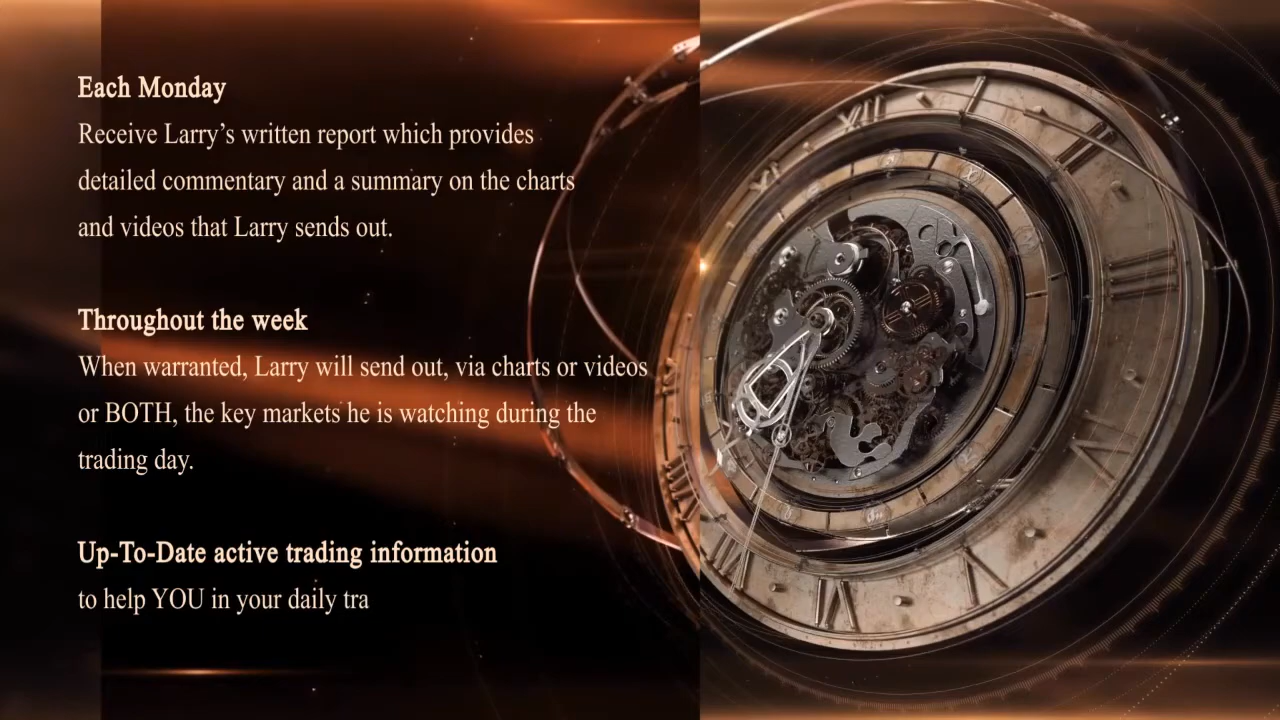 Each Monday
Receive Larry’s written report which provides
detailed commentary and a summary on the charts
and videos that Larry sends out.
Throughout the week
When warranted, Larry will send out, via charts or videos
or BOTH, the key markets he is watching during the
trading day.
Up-To-Date active trading information
to help YOU in your daily tra